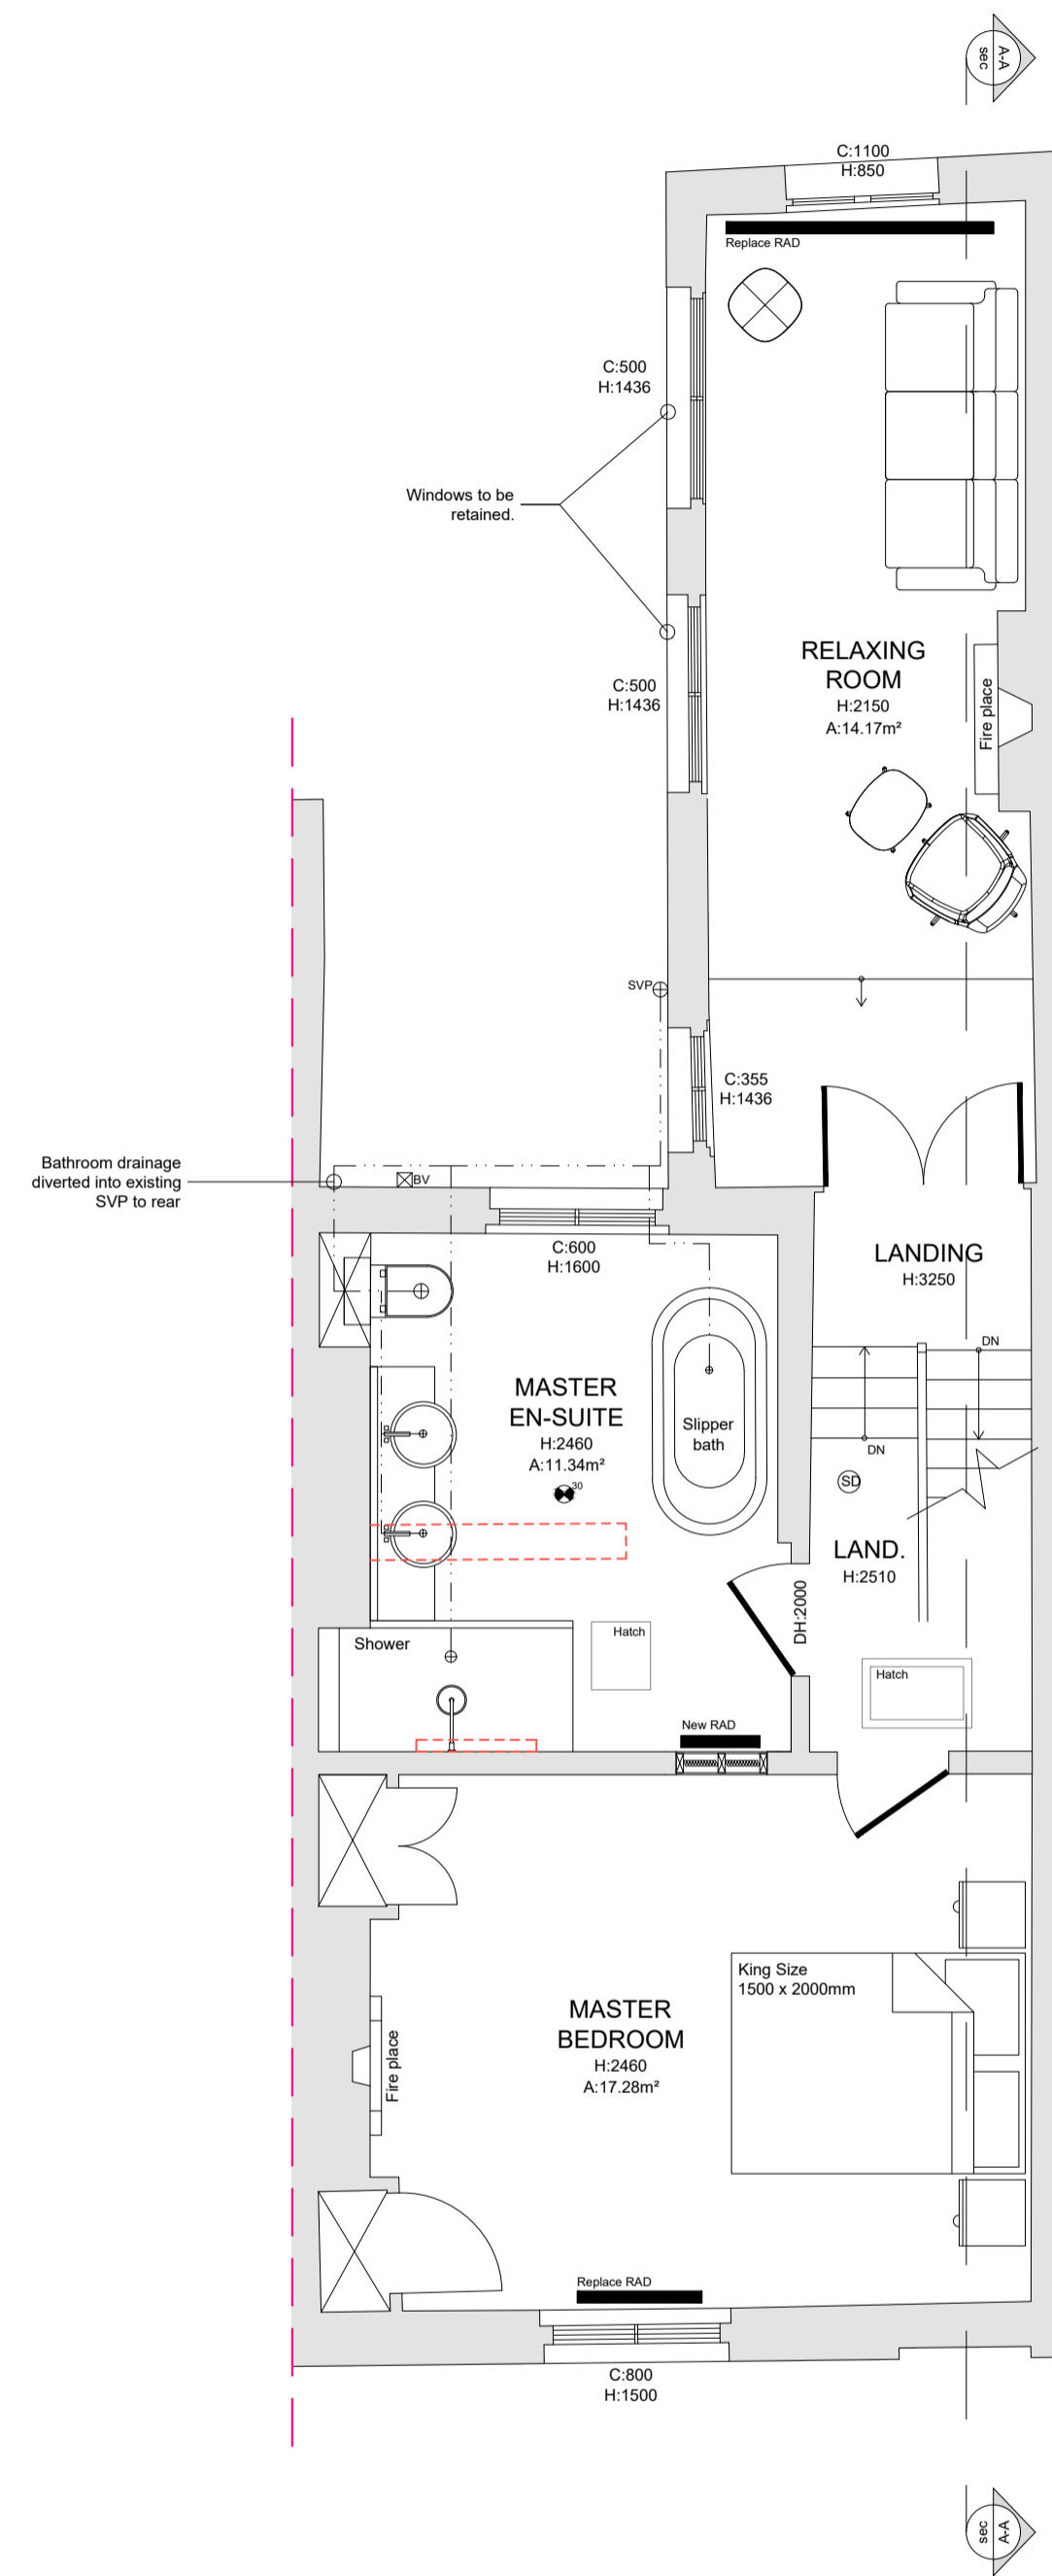 A-A
sec
C:1100
H:850
Replace RAD
C:500
H:1436
Windows to be
retained.
RELAXING
ROOM
H:2150
A:14.17m²
Fire place
C:500
H:1436
SVP
C:355
H:1436
Bathroom drainage
diverted into existing
SVP to rear
BV
C:600
H:1600
LANDING
H:3250
DN
DN
MASTER
EN-SUITE
H:2460
A:11.34m²
30
Slipper
bath
SD
LAND.
H:2510
DH:2000
Shower
Hatch
Hatch
New RAD
King Size
1500 x 2000mm
MASTER
BEDROOM
H:2460
A:17.28m²
Fire place
Replace RAD
C:800
H:1500
sec
A-A